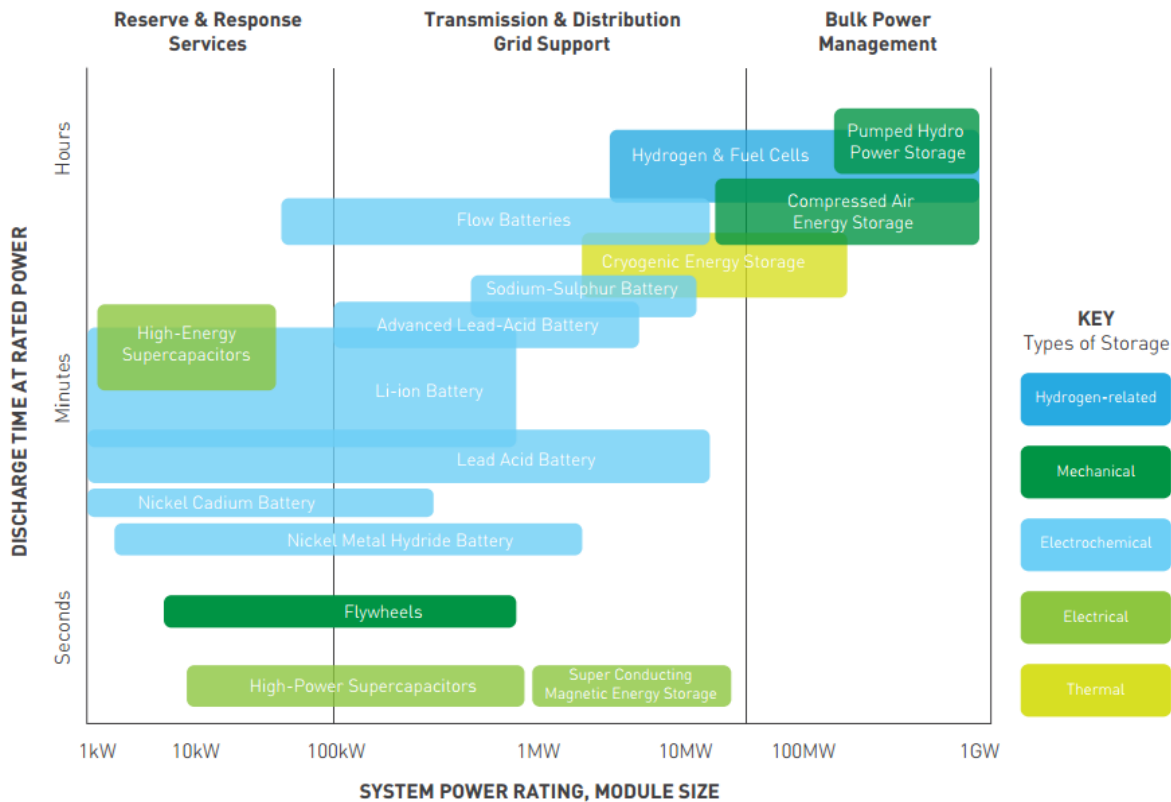 Reserve & Response
Services
Transmission & Distribution
Grid Support
Bulk Power
Management
DISCHARGE TIME AT RATED POWER
Hours
Minutes
Seconds
Pumped Hydro
Power Storage
Hydrogen & Fuel Cells
Compressed Air
Energy Storage
Flow Batteries
Cryogenic Energy Storage
Sodium-Sulphur Battery
Advanced Lead-Acid Battery
High-Energy
Supercapacitors
Li-ion Battery
Lead Acid Battery
Nickel Cadium Battery
Nickel Metal Hydride Battery
Flywheels
High-Power Supercapacitors
Super Conducting
Magnetic Energy Storage
1kW
10kW
100kW
1MW
10MW
100MW
1GW
SYSTEM POWER RATING, MODULE SIZE
KEY
Types of Storage
Hydrogen-related
Mechanical
Electrochemical
Electrical
Thermal